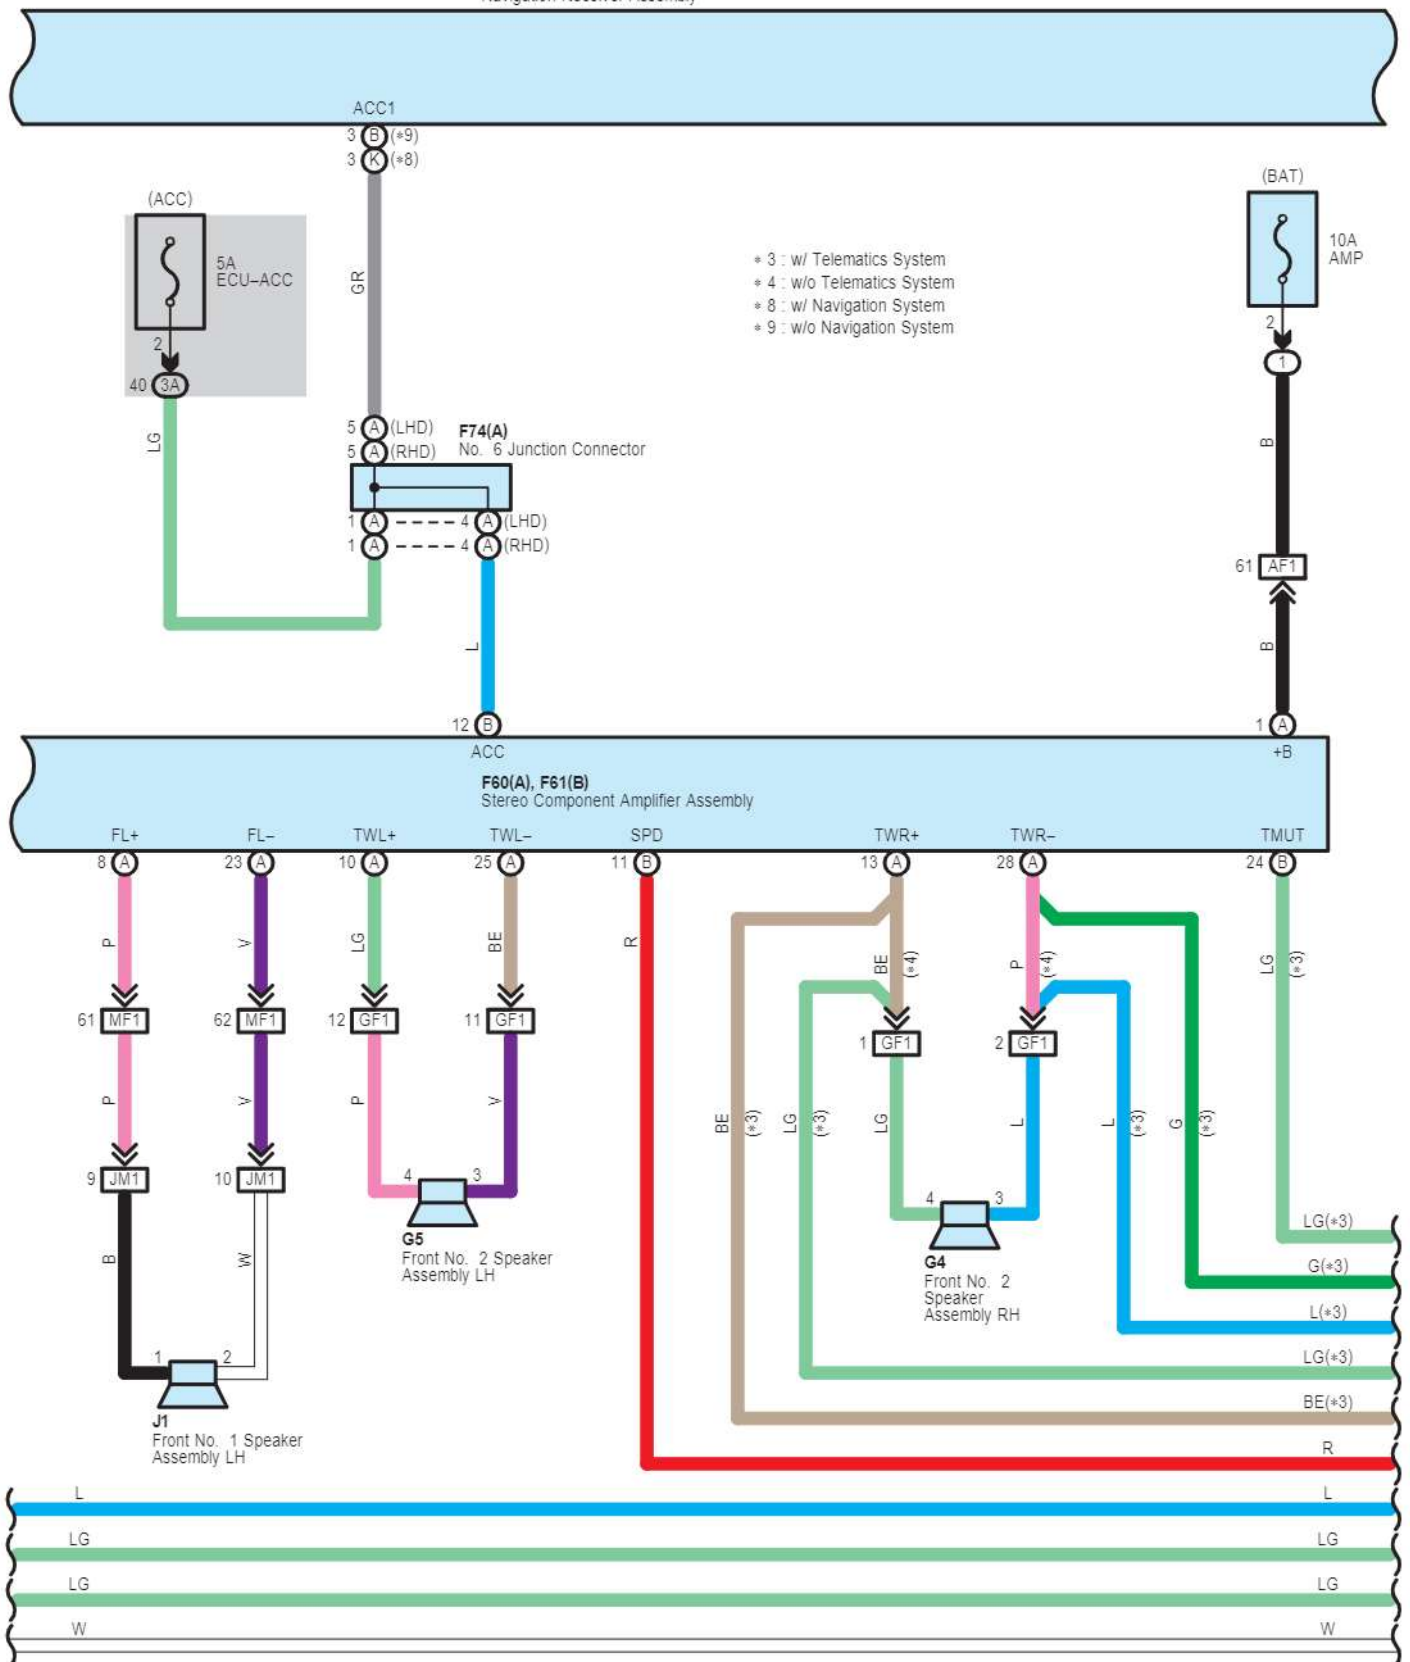 Navigation Receiver Assembly
ACC1
3 B (*9)
3 K (*8)
(ACC)
5A
ECU-ACC
2
40 3A
LG
GR
(BAT)
10A
AMP
2
1
B
* 3 : w/ Telematics System
* 4 : w/o Telematics System
* 8 : w/ Navigation System
* 9 : w/o Navigation System
5 A (LHD)
5 A (RHD)
F74(A)
No. 6 Junction Connector
1 A 4 A (LHD)
1 A 4 A (RHD)
61 AF1
L
B
12 B
1 A
ACC
+B
F60(A), F61(B)
Stereo Component Amplifier Assembly
FL+ FL- TWL+ TWL- SPD TWR+ TWR- TMUT
8 A 23 A 10 A 25 A 11 B 13 A 28 A 24 B
P V LG BE R BE (*4) P (*4) LG (*3)
61 MF1 62 MF1 12 GF1 11 GF1
1 GF1 2 GF1
P V P V BE (*3) LG (*3) LG L L (*3) G (*3)
9 JM1 10 JM1
4 3
4 3
G5
Front No. 2 Speaker
Assembly LH
B W
G4
Front No. 2
Speaker
Assembly RH
LG(*3)
G(*3)
L(*3)
LG(*3)
BE(*3)
R
1 2
J1
Front No. 1 Speaker
Assembly LH
L L
LG LG
LG LG
W W